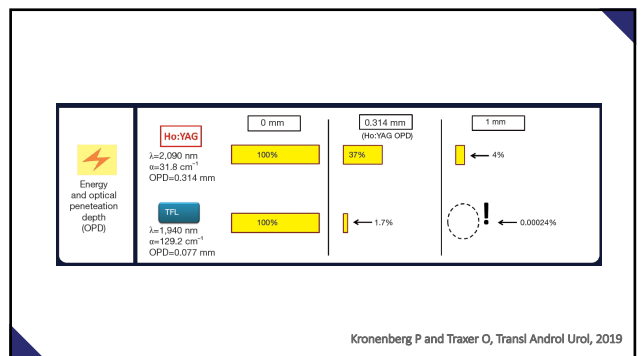 0 mm
0.314 mm
(Ho:YAG OPD)
1 mm
Ho:YAG
λ=2,090 nm
α=31.8 cm⁻¹
OPD=0.314 mm
100%
37%
4%
Energy
and optical
peneteation
depth
(OPD)
TFL
λ=1,940 nm
α=129.2 cm⁻¹
OPD=0.077 mm
100%
1.7%
!
0.00024%
Kronenberg P and Traxer O, Transl Androl Urol, 2019